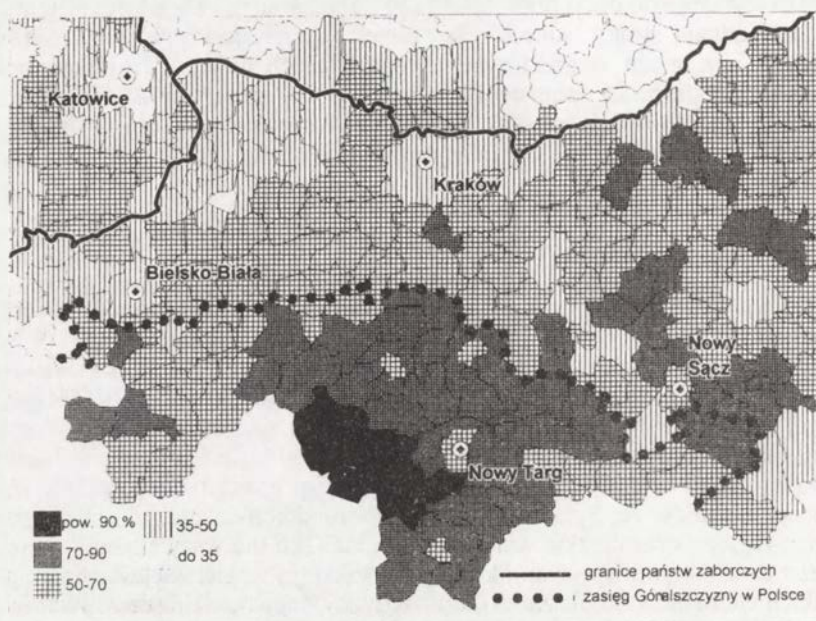 Katowice
Kraków
Bielsko-Biała
Nowy
Sącz
Nowy Targ
pow. 90 %
70-90
50-70
35-50
do 35
granice państw zaborczych
zasięg Góralszczyzny w Polsce